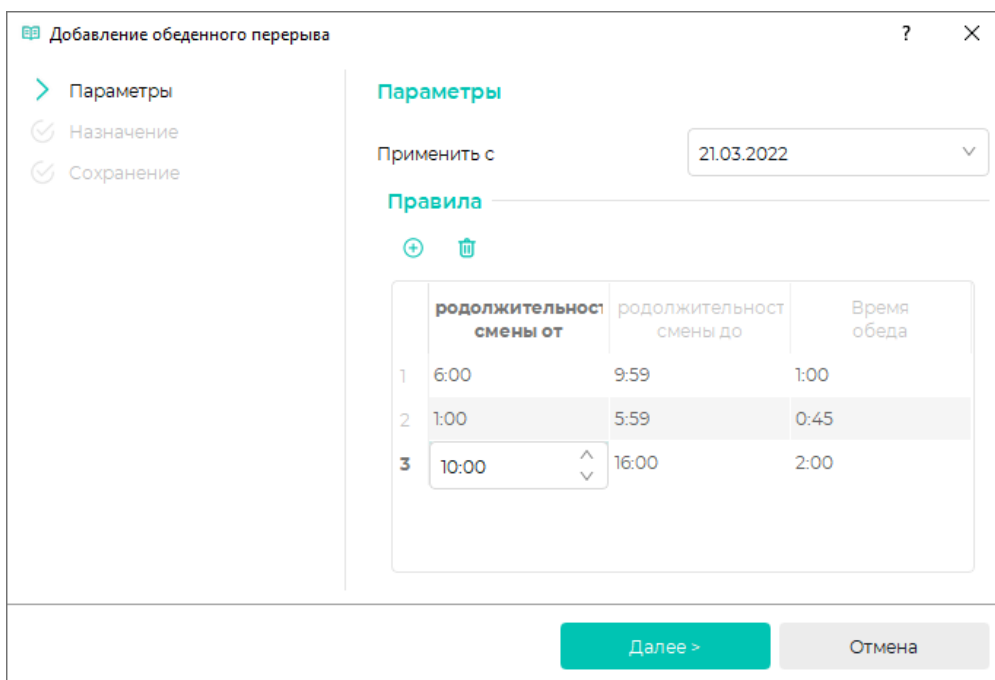 Добавление обеденного перерыва ?
Параметры
Назначение
Сохранение
Параметры
Применить с 21.03.2022
Правила
родолжительност родолжительност Время
смены от смены до обеда
1 6:00 9:59 1:00
2 1:00 5:59 0:45
3 10:00 16:00 2:00
Далее > Отмена